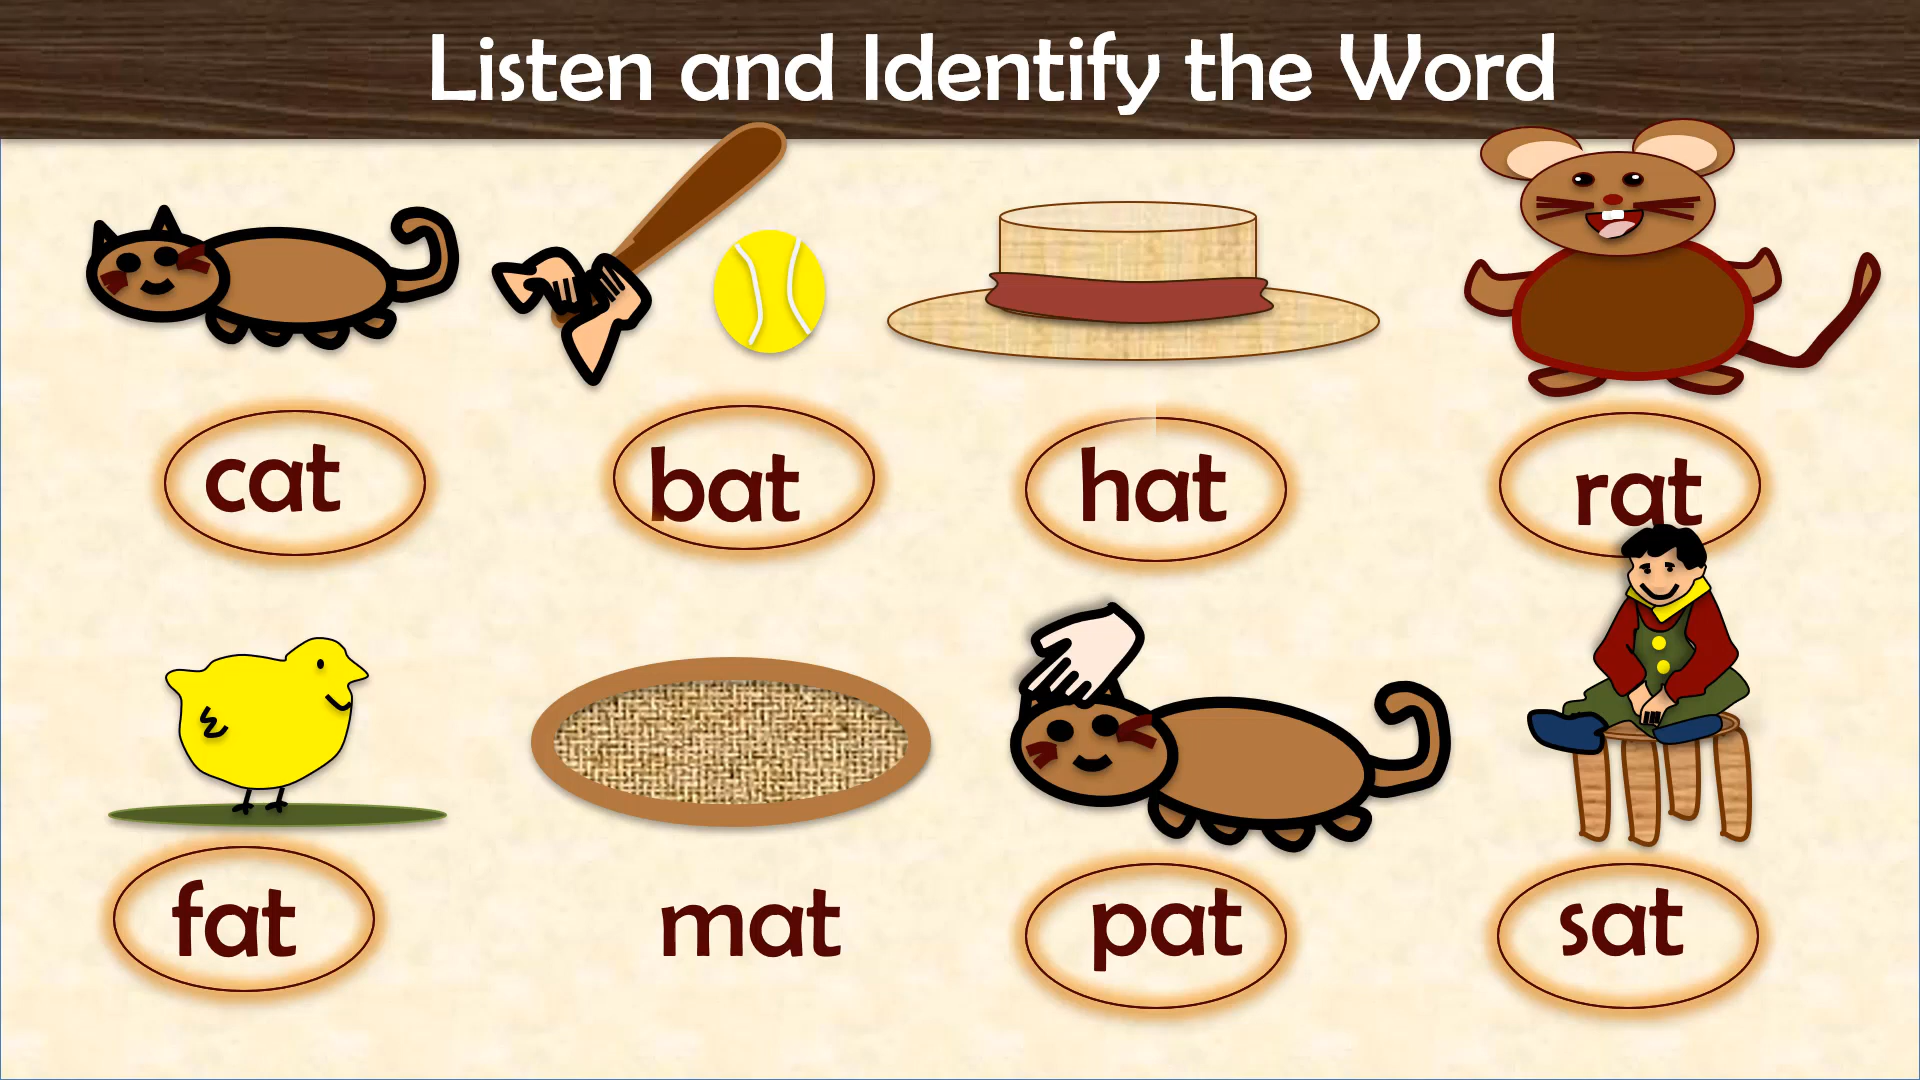 Listen and Identify the Word
cat
bat
hat
rat
fat
mat
pat
sat